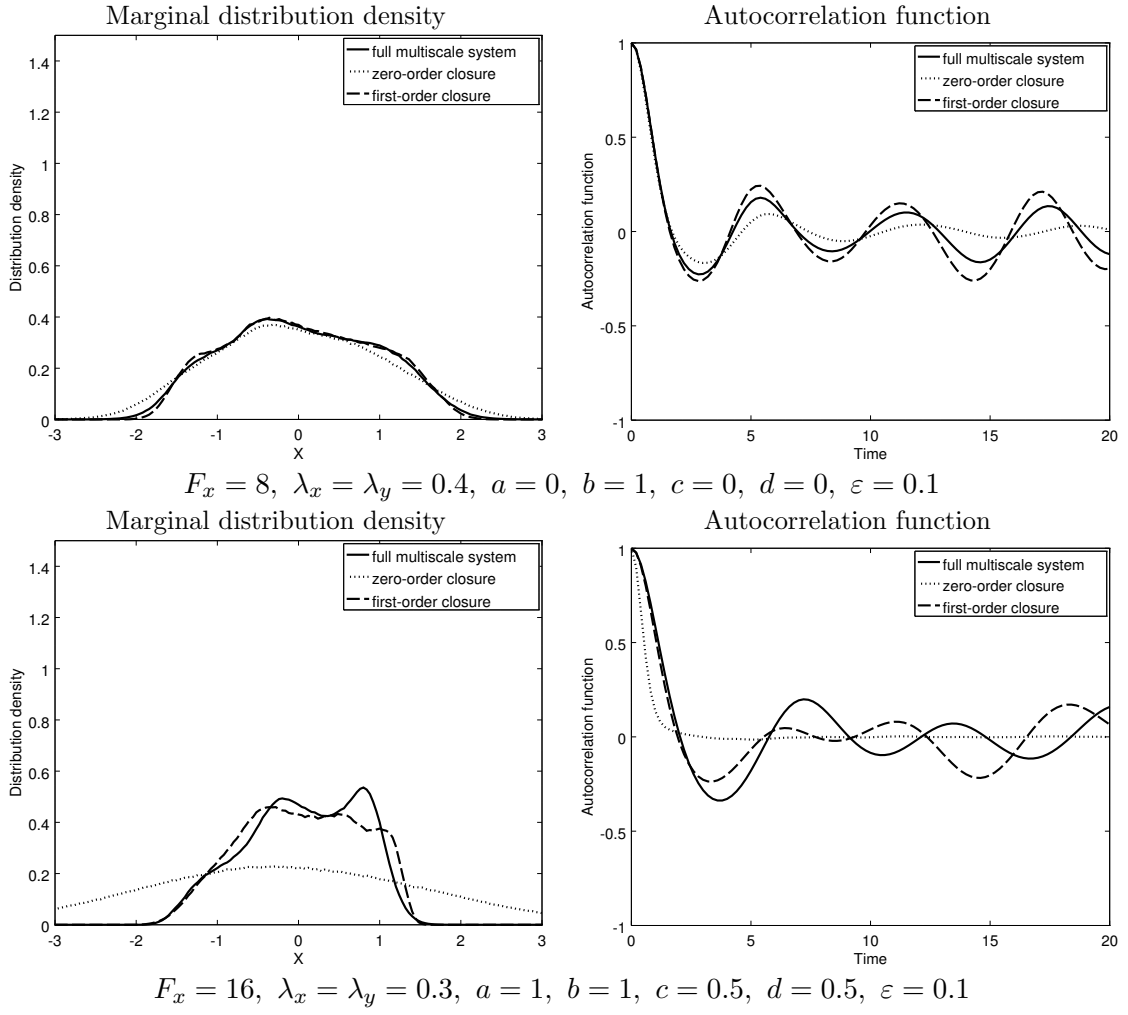 Marginal distribution density
Autocorrelation function
full multiscale system
zero-order closure
first-order closure
1.4
1.2
1
0.8
0.6
0.4
0.2
0
Distribution density
-3 -2 -1 0 1 2 3
X
full multiscale system
zero-order closure
first-order closure
1
0.5
0
-0.5
-1
Autocorrelation function
0 5 10 15 20
Time
$F_x = 8,\ \lambda_x = \lambda_y = 0.4,\ a = 0,\ b = 1,\ c = 0,\ d = 0,\ \varepsilon = 0.1$
Marginal distribution density
Autocorrelation function
full multiscale system
zero-order closure
first-order closure
1.4
1.2
1
0.8
0.6
0.4
0.2
0
Distribution density
-3 -2 -1 0 1 2 3
X
full multiscale system
zero-order closure
first-order closure
1
0.5
0
-0.5
-1
Autocorrelation function
0 5 10 15 20
Time
$F_x = 16,\ \lambda_x = \lambda_y = 0.3,\ a = 1,\ b = 1,\ c = 0.5,\ d = 0.5,\ \varepsilon = 0.1$